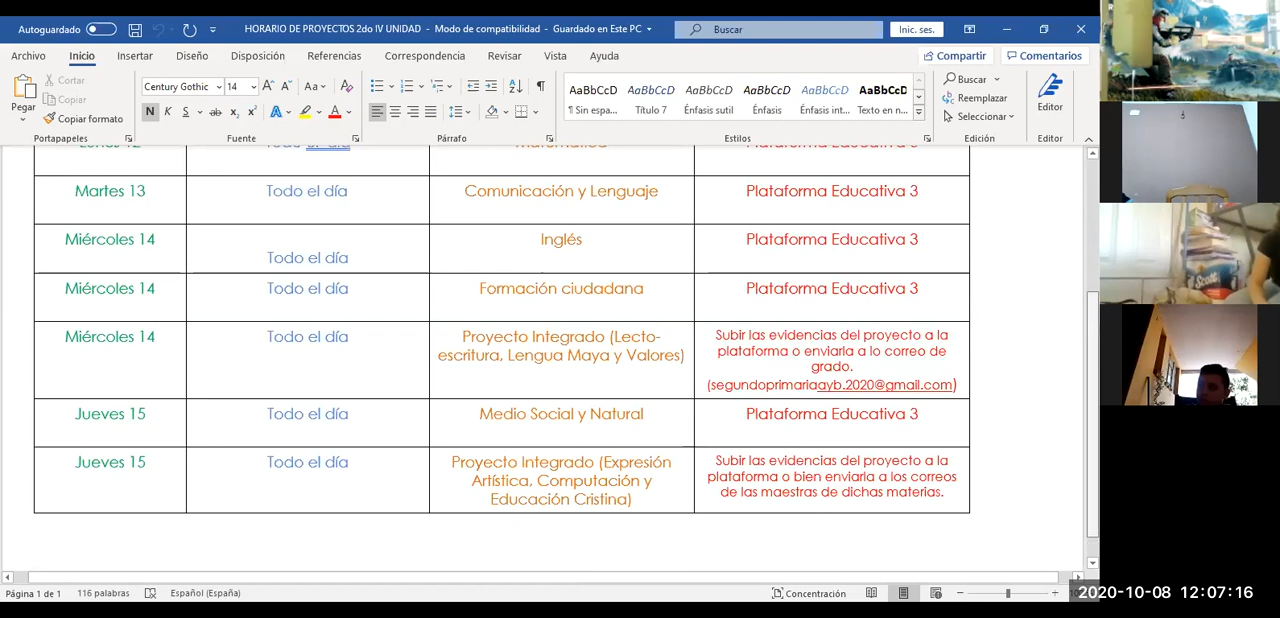 Autoguardado
HORARIO DE PROYECTOS 2do IV UNIDAD - Modo de compatibilidad - Guardado en Este PC
Buscar
Inic. ses.
Archivo Inicio Insertar Diseño Disposición Referencias Correspondencia Revisar Vista Ayuda
Compartir Comentarios
Pegar
Cortar
Copiar
Copiar formato
Portapapeles
Century Gothic 14
N K S ab
Fuente
Párrafo
AaBbCcD AaBbCcD AaBbCcD AaBbCcD AaBbCcD AaBbCcD
¶ Sin espa... Título 7 Énfasis sutil Énfasis Énfasis int... Texto en n...
Estilos
Buscar
Reemplazar
Seleccionar
Edición
Editor
Editor
Martes 13 Todo el día Comunicación y Lenguaje Plataforma Educativa 3
Miércoles 14 Todo el día Inglés Plataforma Educativa 3
Miércoles 14 Todo el día Formación ciudadana Plataforma Educativa 3
Miércoles 14 Todo el día Proyecto Integrado (Lecto-
escritura, Lengua Maya y Valores)
Subir las evidencias del proyecto a la
plataforma o enviarla a lo correo de
grado.
(segundoprimariaayb.2020@gmail.com)
Jueves 15 Todo el día Medio Social y Natural Plataforma Educativa 3
Jueves 15 Todo el día Proyecto Integrado (Expresión
Artística, Computación y
Educación Cristina)
Subir las evidencias del proyecto a la
plataforma o bien enviarla a los correos
de las maestras de dichas materias.
Página 1 de 1 116 palabras Español (España)
Concentración
2020-10-08 12:07:16